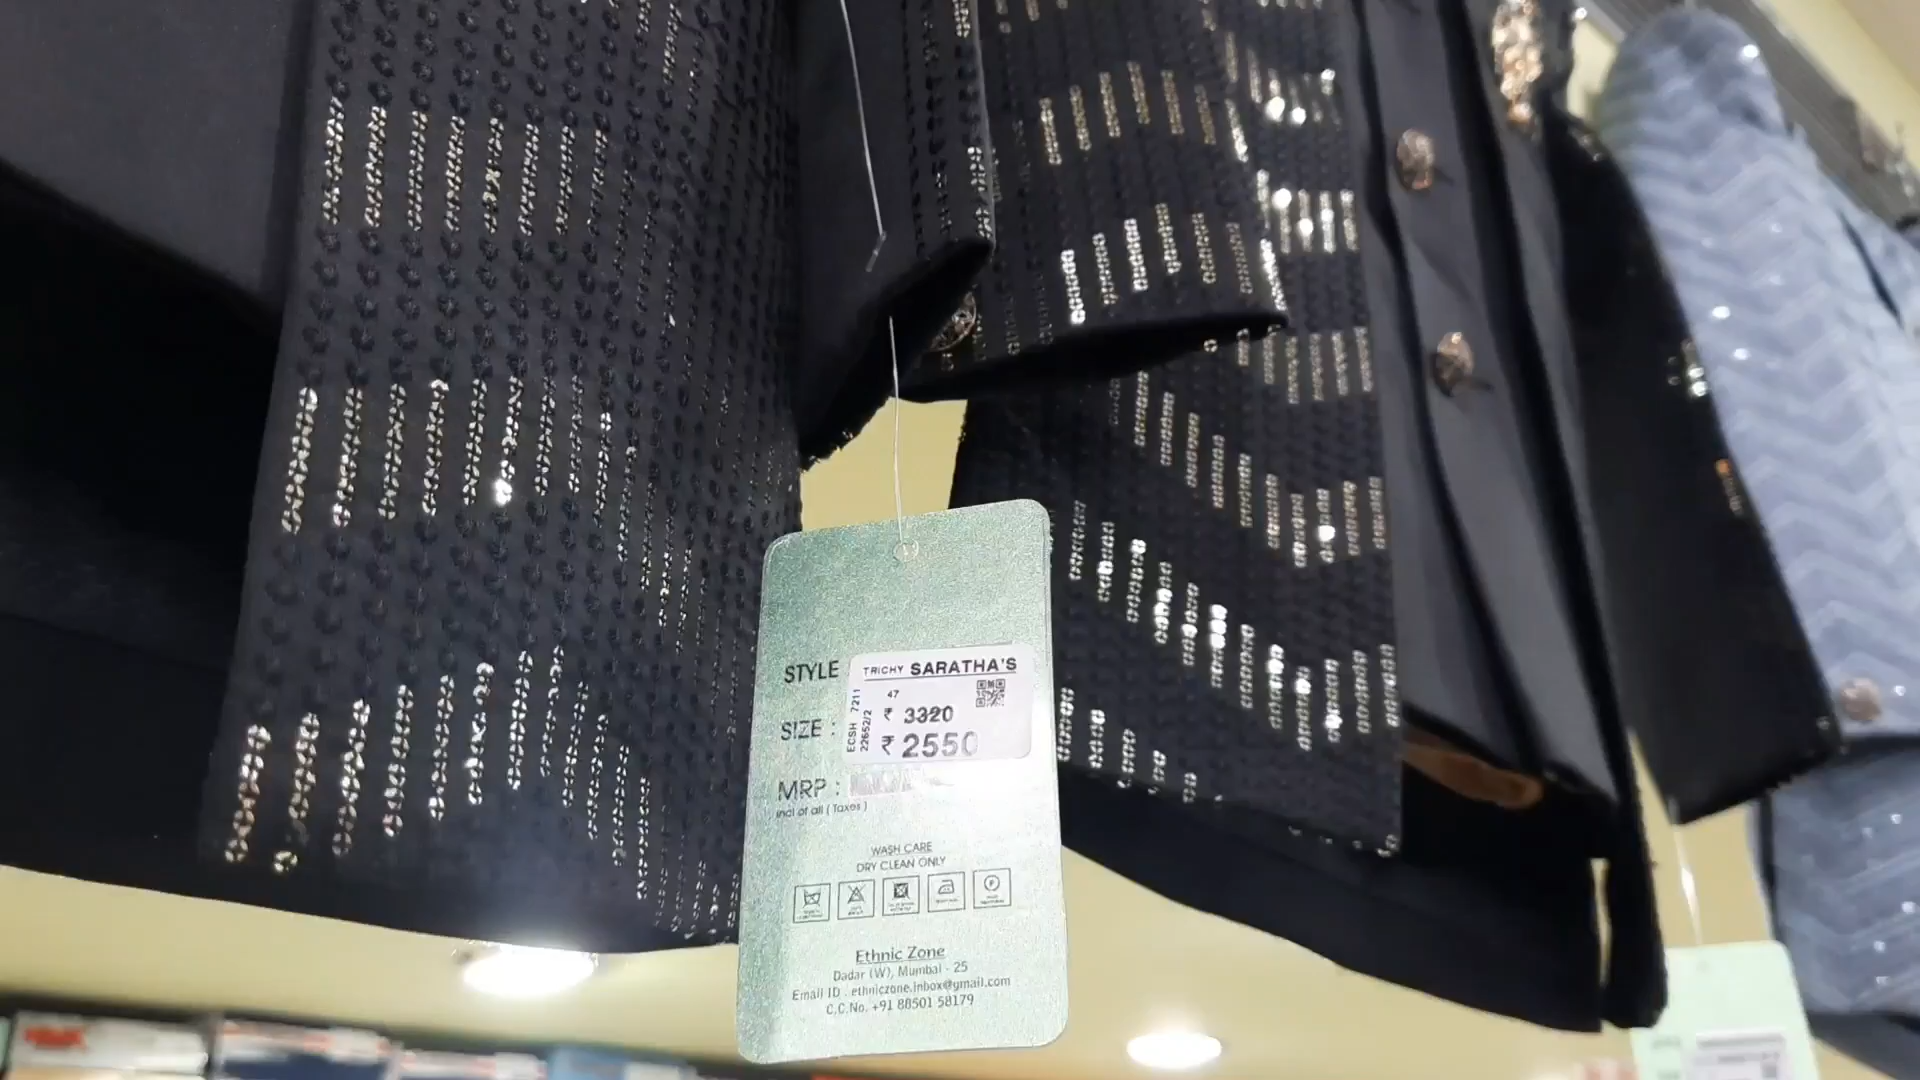 STYLE
TRICHY SARATHA'S
ECSH 7211
22652/2
47
₹ 3320
₹ 2550
SIZE :
MRP :
incl of all ( Taxes )
WASH CARE
DRY CLEAN ONLY
Ethnic Zone
Dadar (W), Mumbai - 25
Email ID . ethniczone.inbox@gmail.com
C.C.No. +91 88501 58179